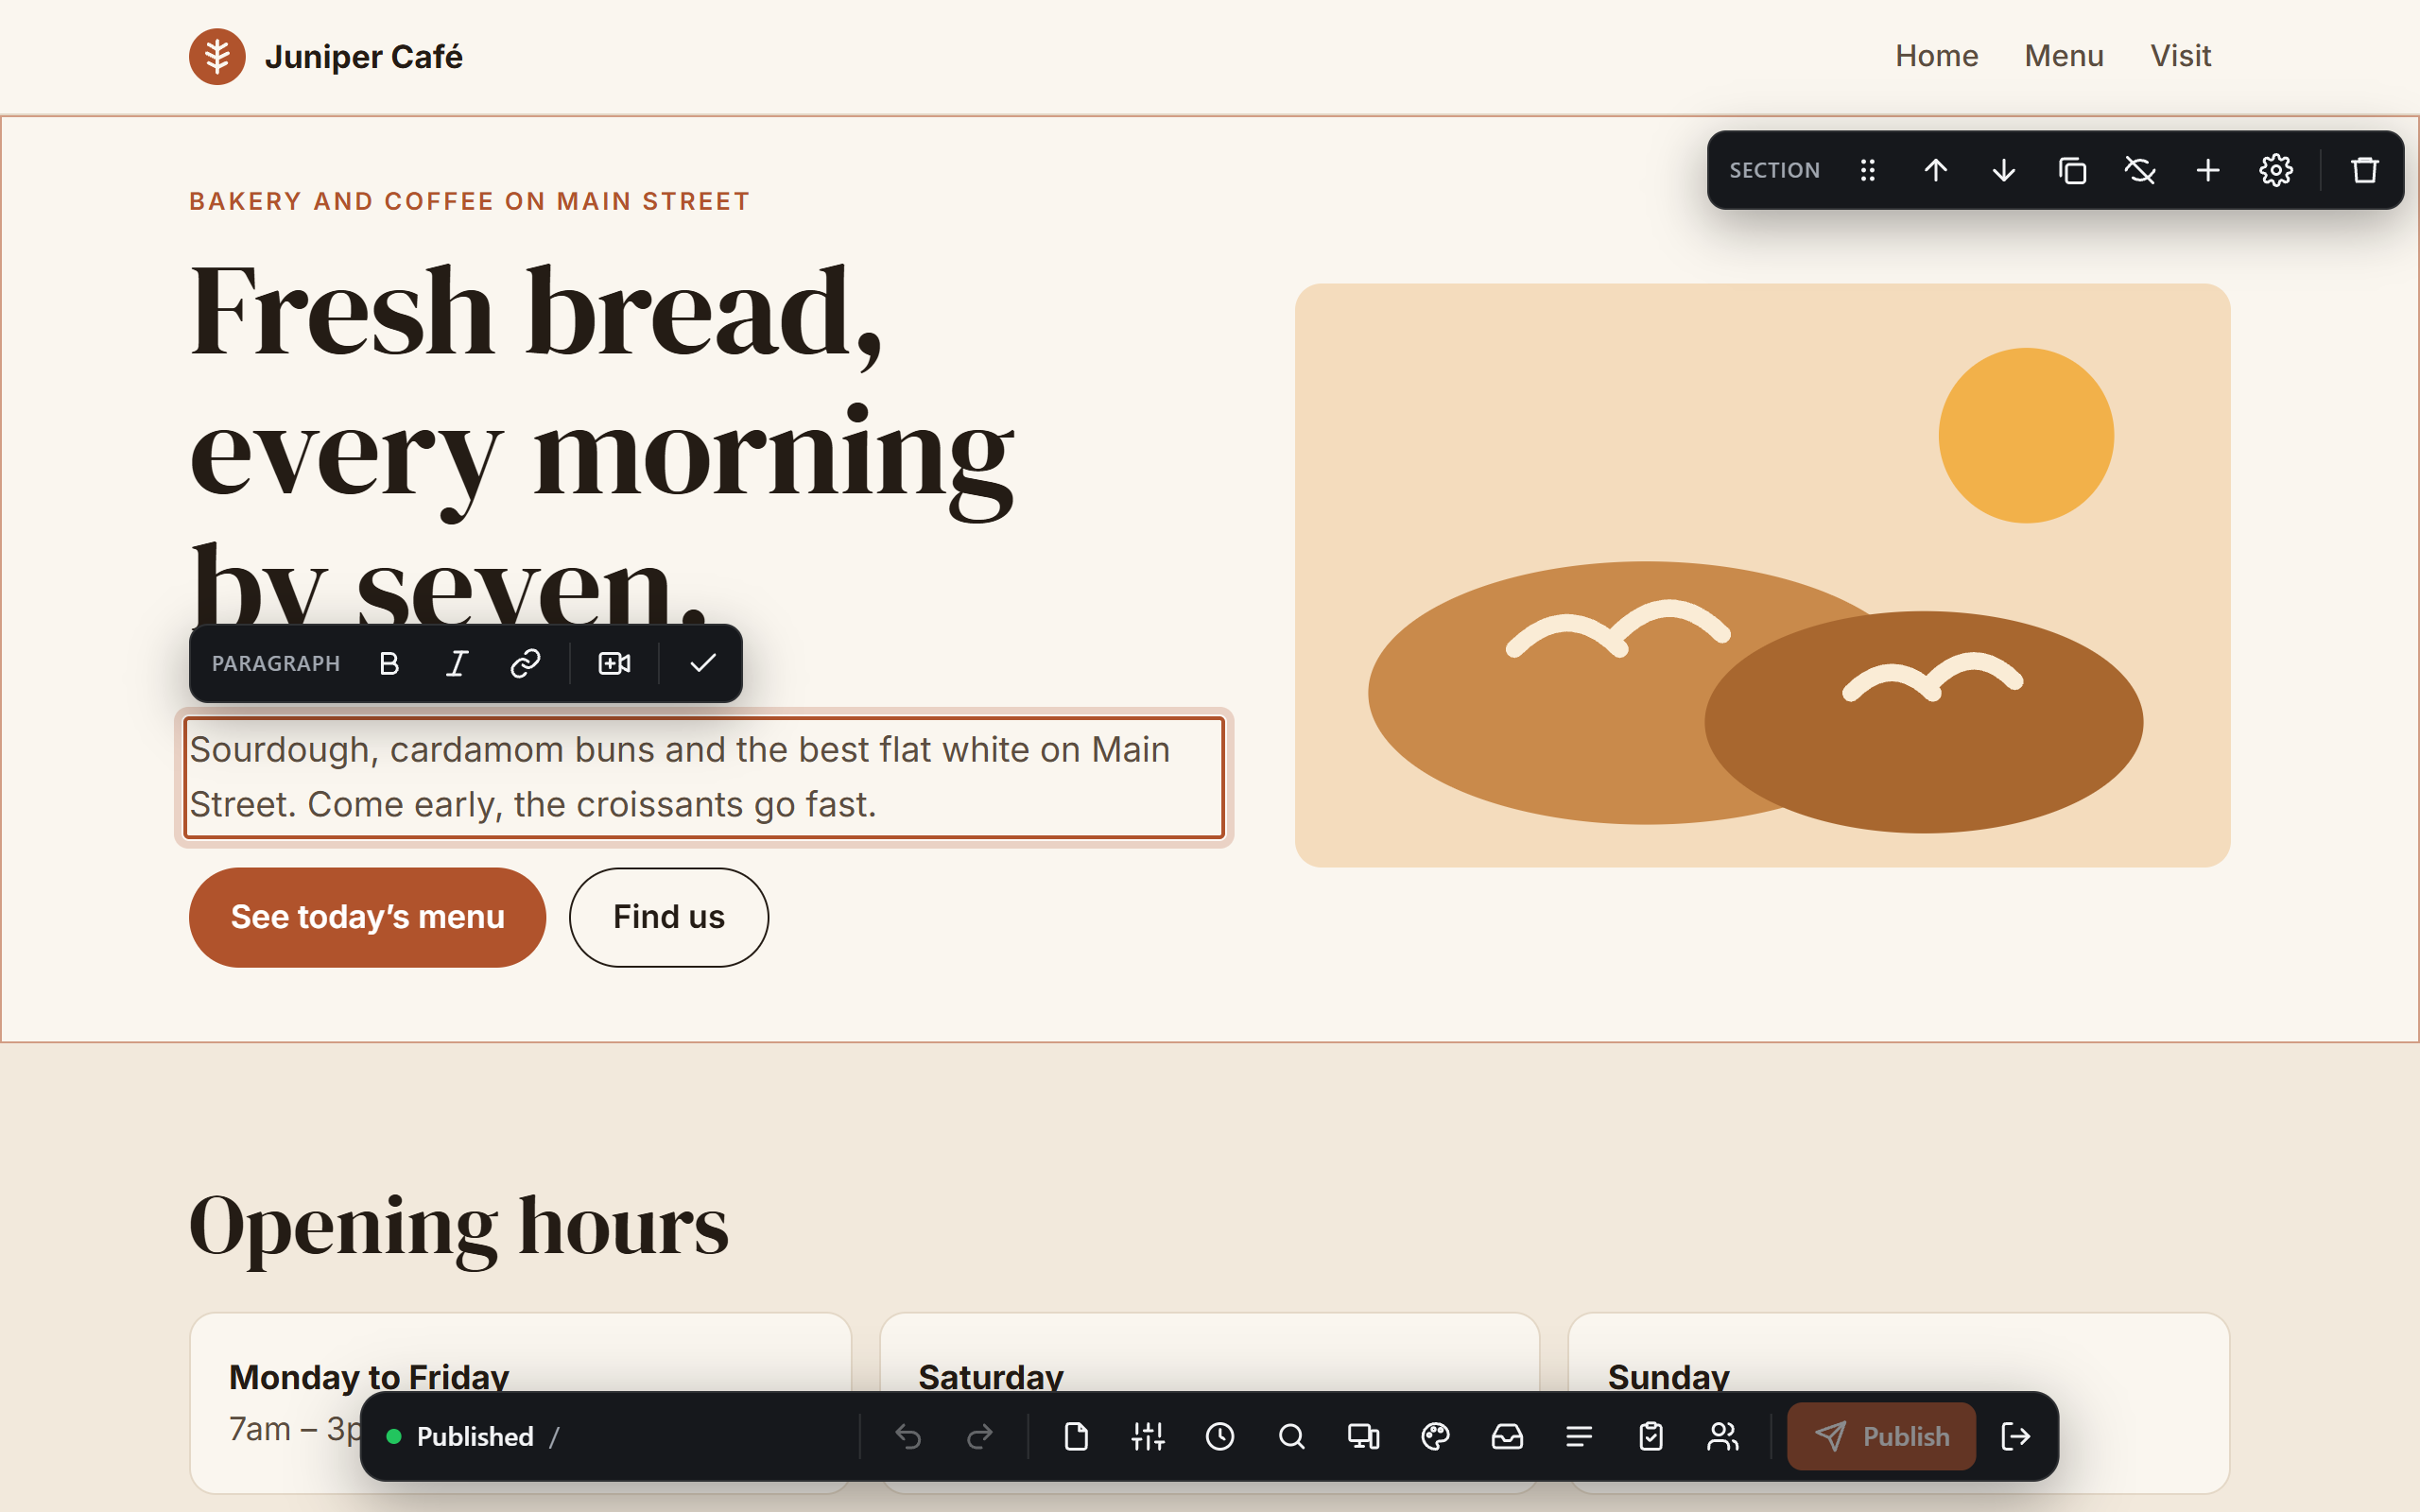 Juniper Café
Home Menu Visit
SECTION
BAKERY AND COFFEE ON MAIN STREET
Fresh bread,
every morning
by seven.
PARAGRAPH
Sourdough, cardamom buns and the best flat white on Main
Street. Come early, the croissants go fast.
See today’s menu
Find us
Opening hours
Monday to Friday
7am – 3p
Saturday
Sunday
Published /
Publish